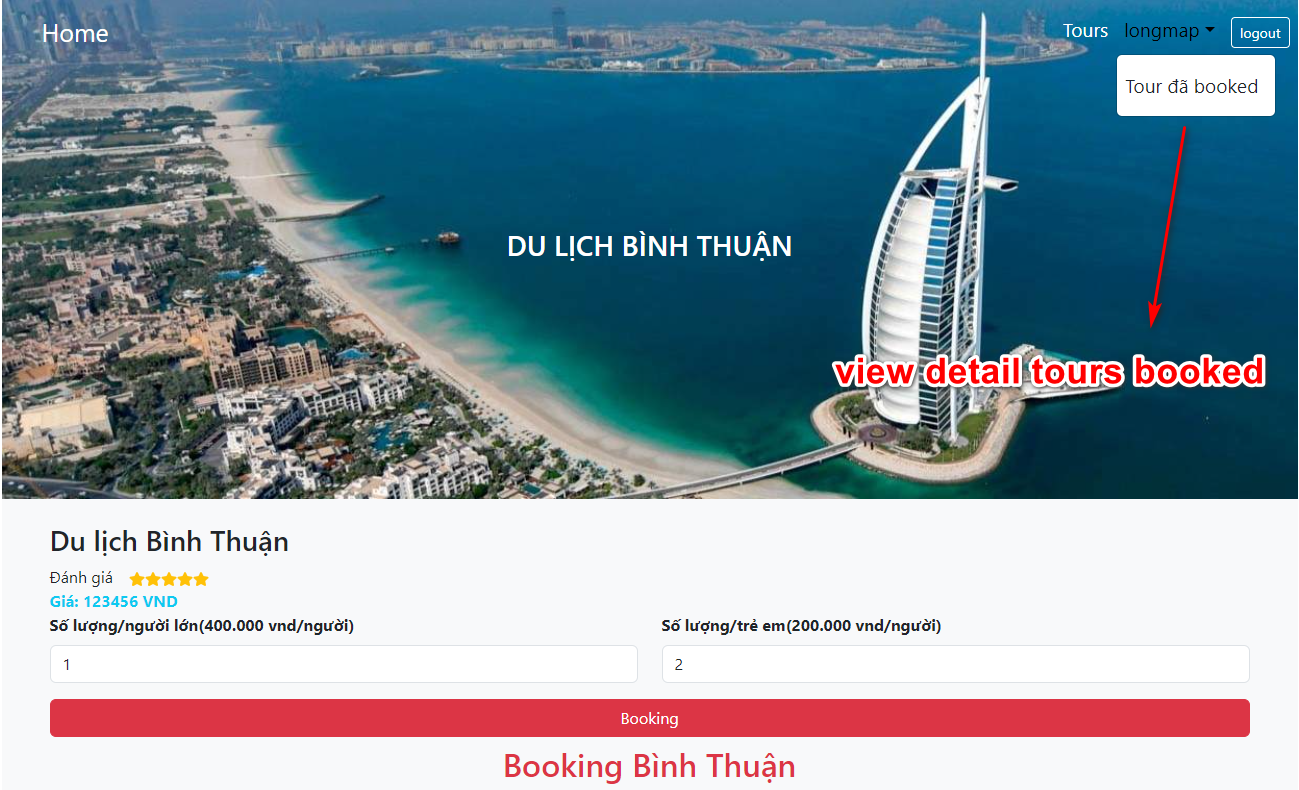 Home
Tours longmap logout
Tour đã booked
DU LỊCH BÌNH THUẬN
view detail tours booked
Du lịch Bình Thuận
Đánh giá
Giá: 123456 VND
Số lượng/người lớn(400.000 vnd/người)
Số lượng/trẻ em(200.000 vnd/người)
1
2
Booking
Booking Bình Thuận